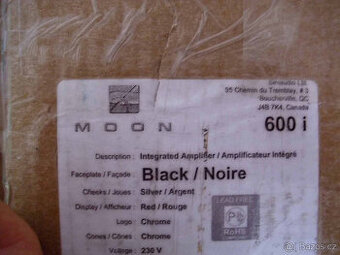 Simaudio Ltd.
95 Chemin du Tremblay, # 3
Boucherville, QC
J4B 7K4, Canada
MOON
600 i
Description : Integrated Amplifier / Amplificateur Intégré
Faceplate / Façade : Black / Noire
Cheeks / Joues : Silver / Argent
Display / Afficheur : Red / Rouge
Logo : Chrome
Cones / Cônes : Chrome
Voltage : 230 V
LEAD FREE
Pb
RoHS